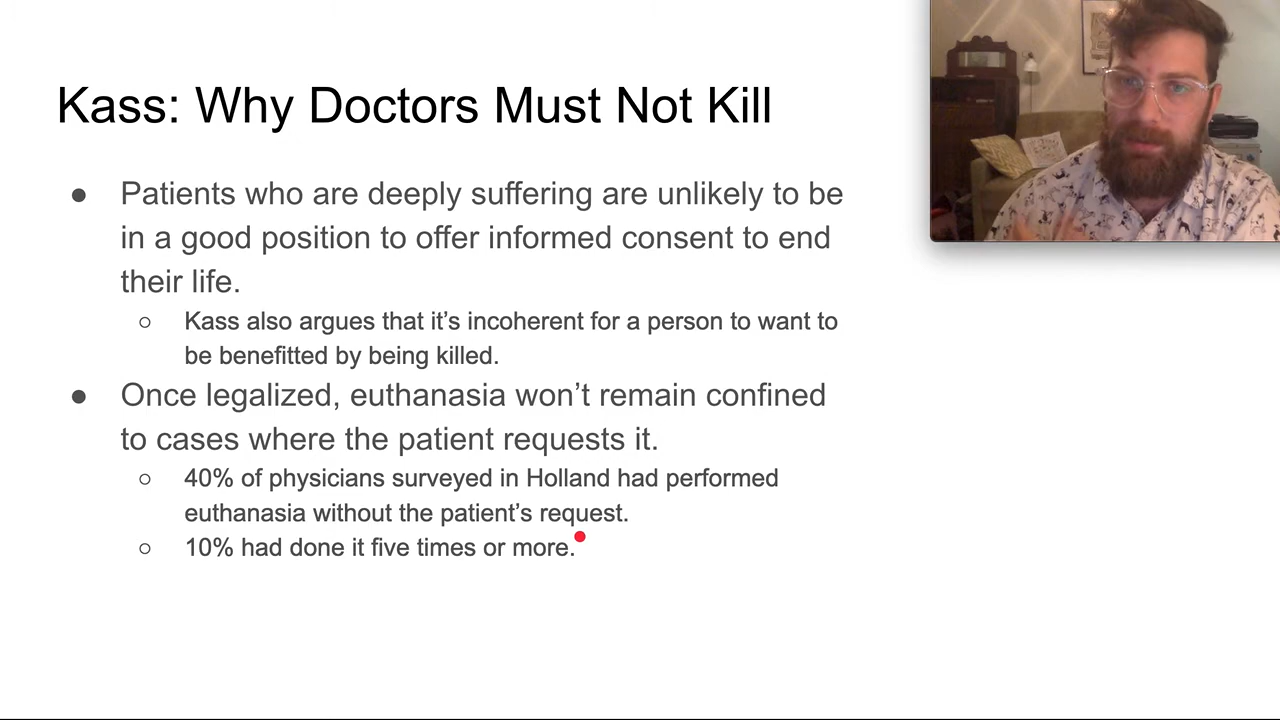 Kass: Why Doctors Must Not Kill
● Patients who are deeply suffering are unlikely to be
in a good position to offer informed consent to end
their life.
○ Kass also argues that it’s incoherent for a person to want to
be benefitted by being killed.
● Once legalized, euthanasia won’t remain confined
to cases where the patient requests it.
○ 40% of physicians surveyed in Holland had performed
euthanasia without the patient’s request.
○ 10% had done it five times or more.